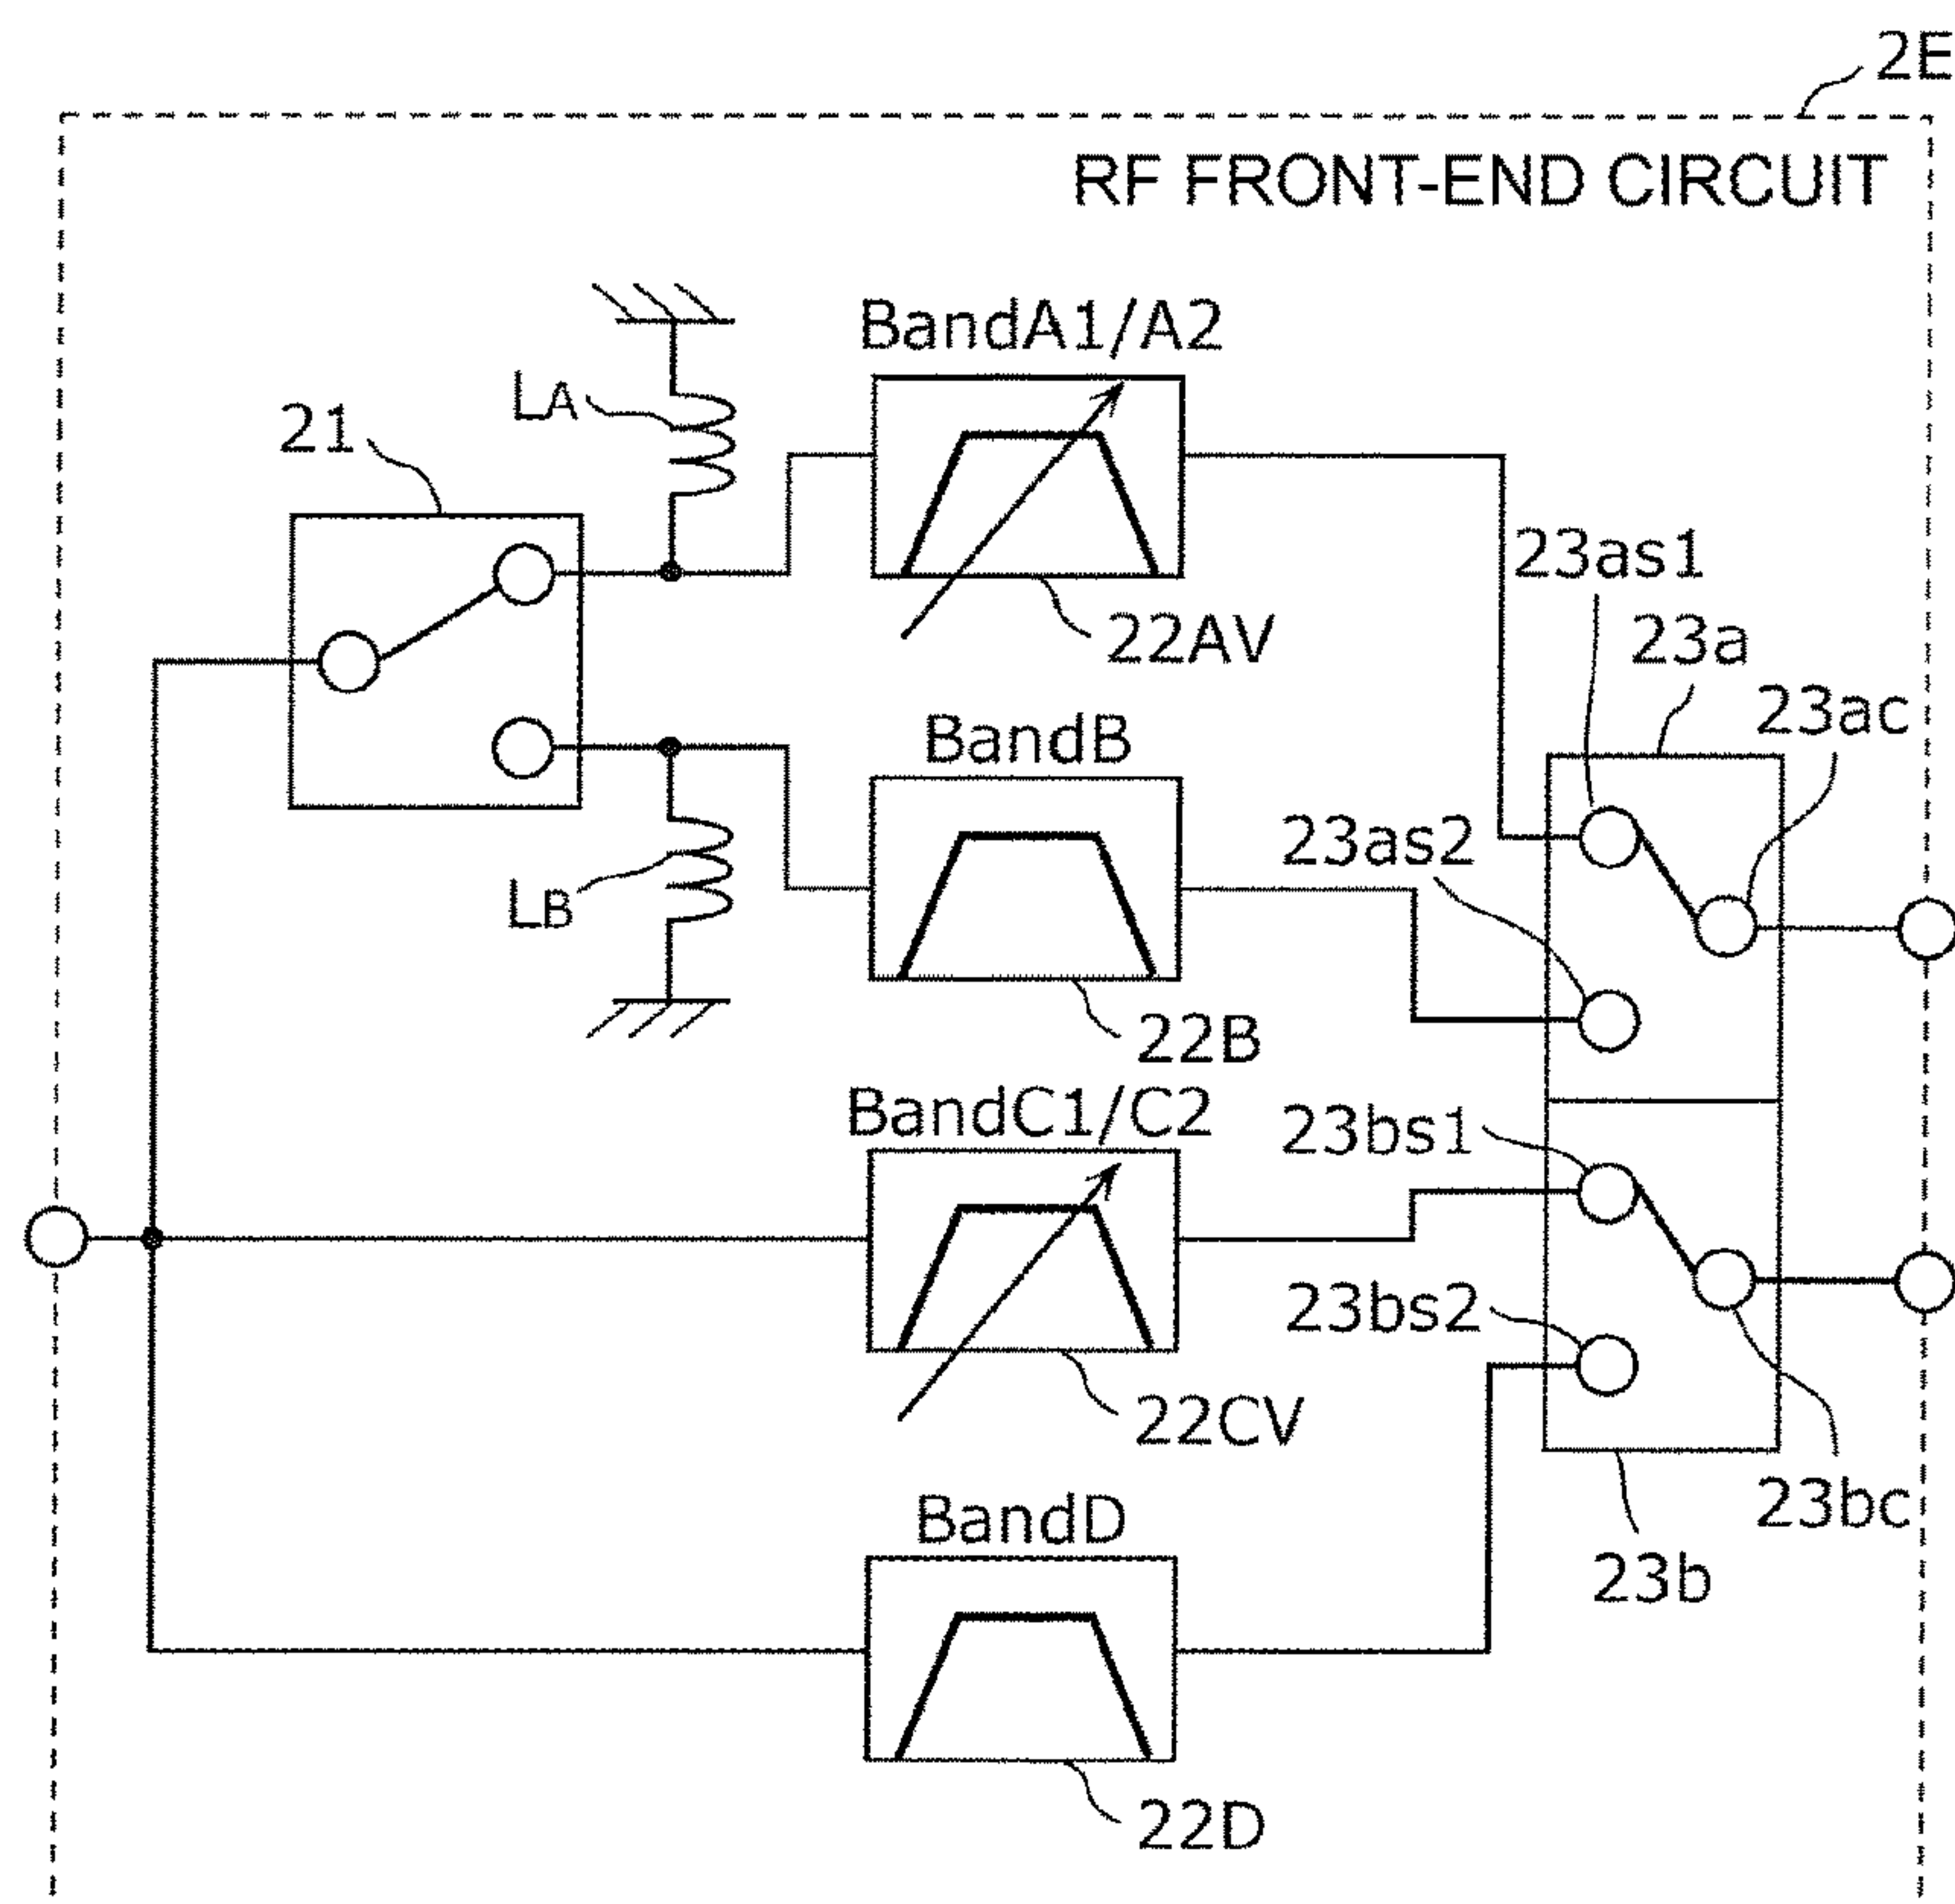 2E
RF FRONT-END CIRCUIT
BandA1/A2
LA
21
23as1
22AV
23a
23ac
BandB
23as2
LB
22B
BandC1/C2
23bs1
23bs2
22CV
23bc
BandD
23b
22D